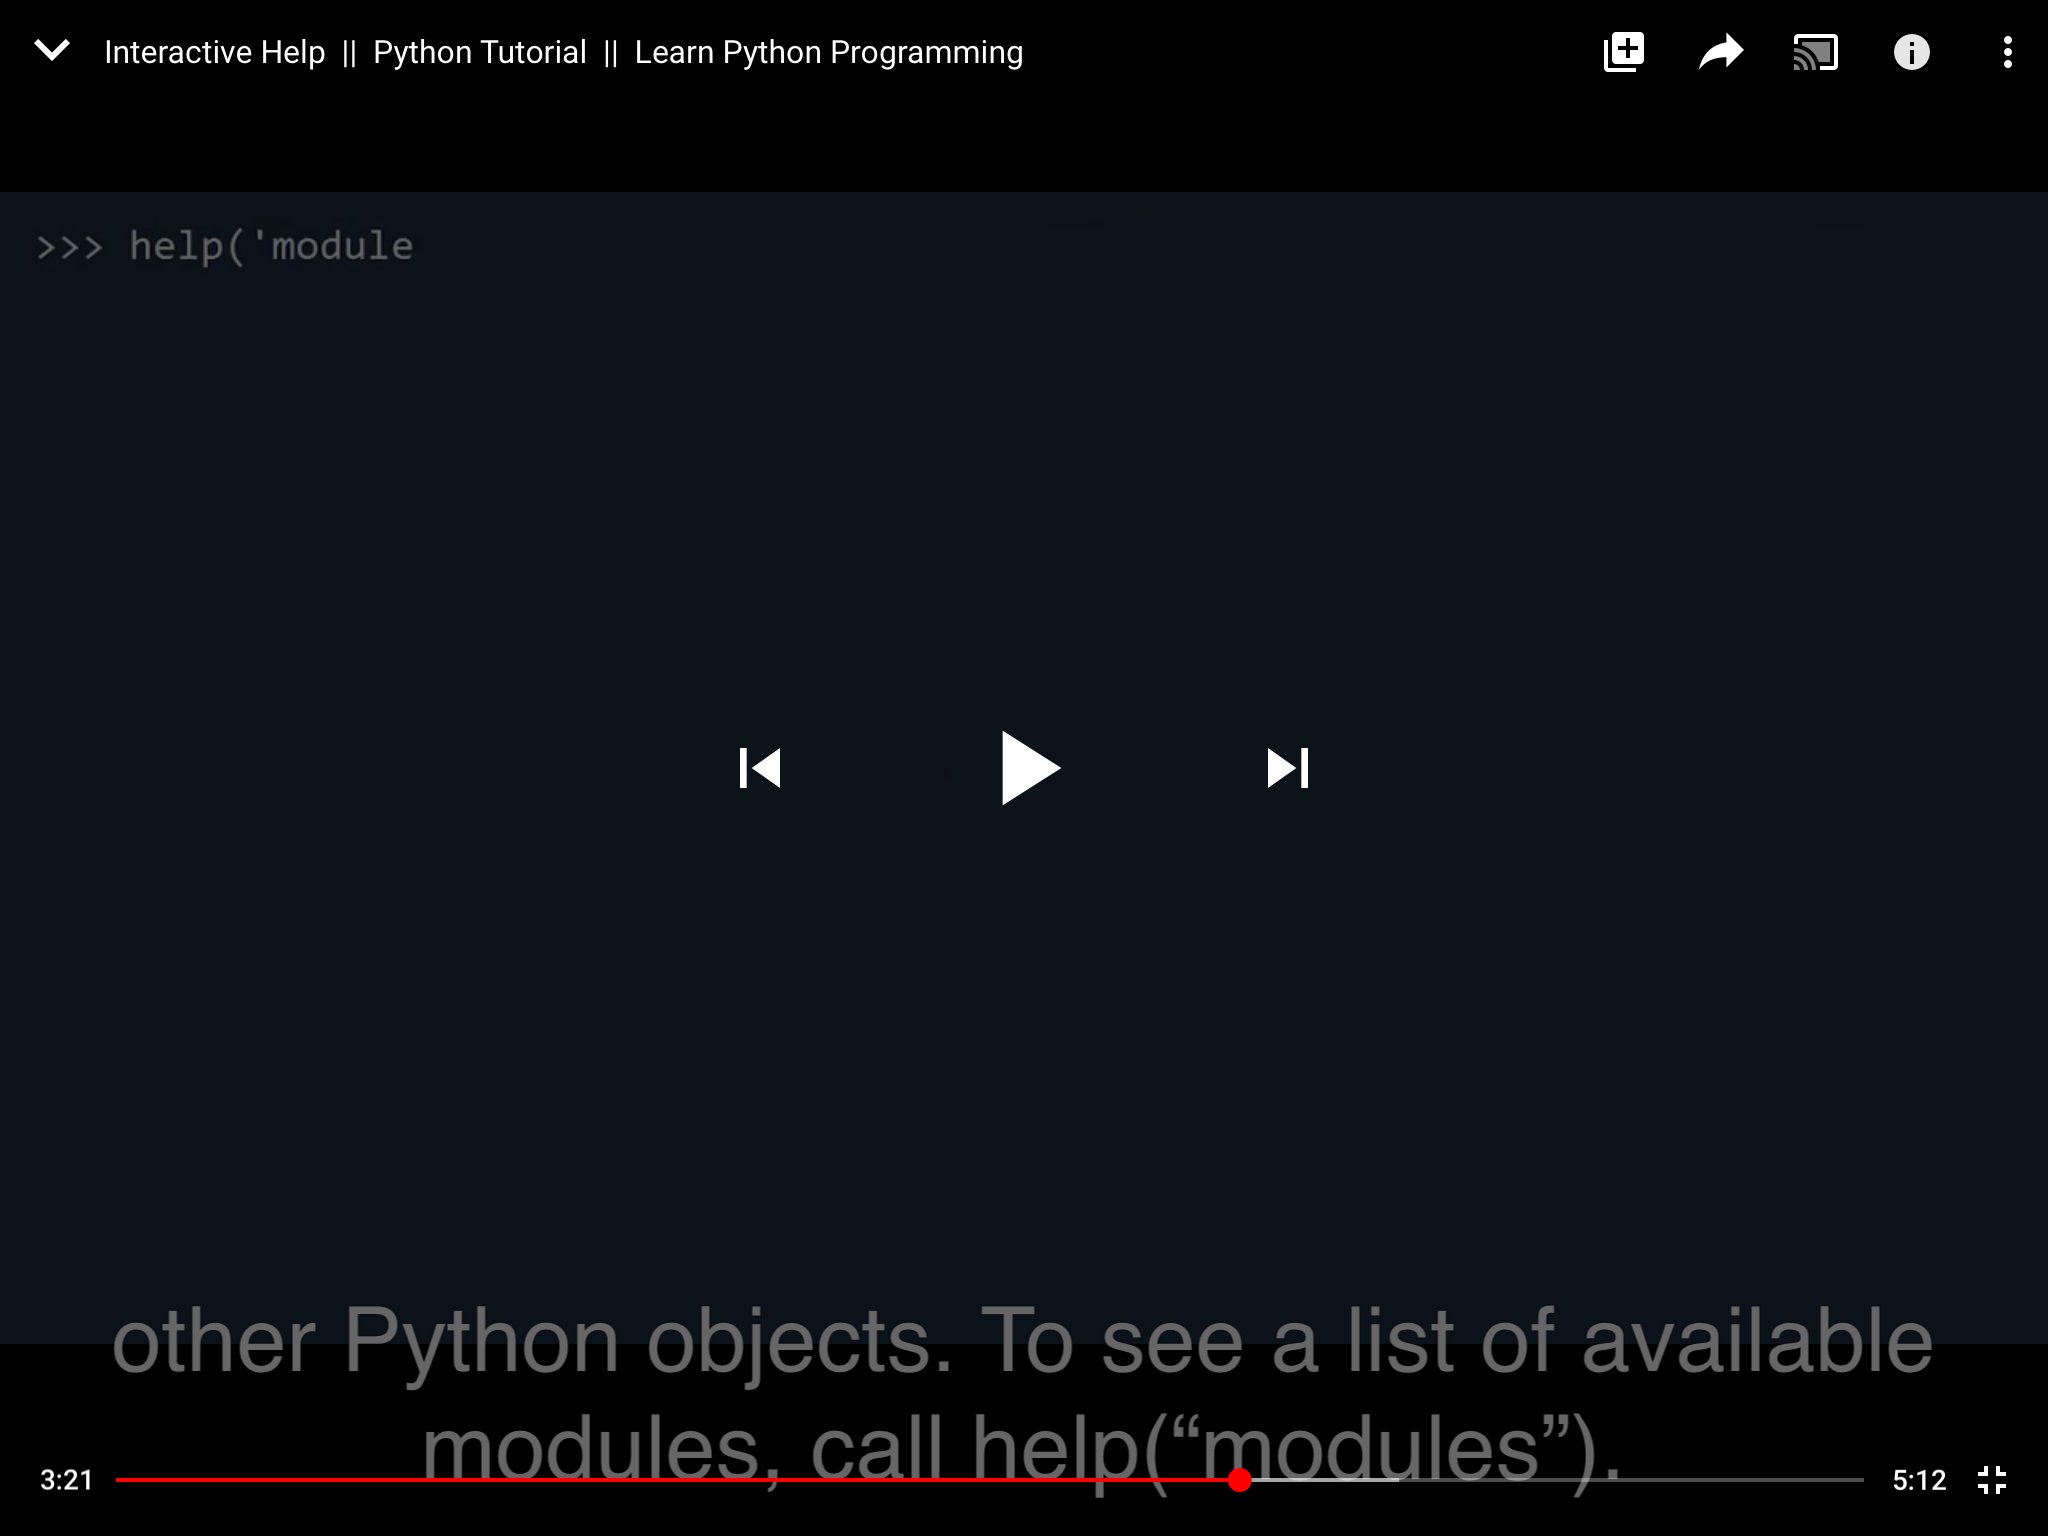 Interactive Help || Python Tutorial || Learn Python Programming
>>> help('module
other Python objects. To see a list of available
modules, call help(“modules”).
3:21
5:12